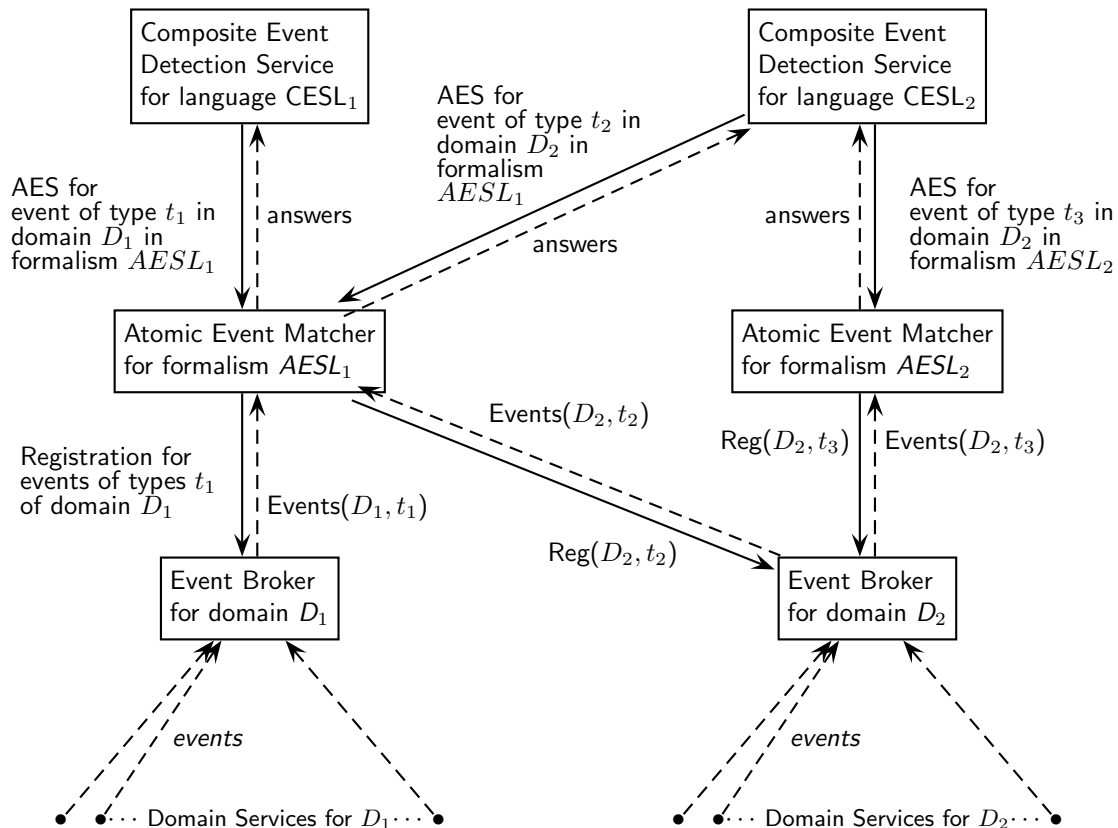 Composite Event
Detection Service
for language CESL₁
Composite Event
Detection Service
for language CESL₂
AES for
event of type t₂ in
domain D₂ in
formalism
AESL₁
AES for
event of type t₁ in
domain D₁ in
formalism AESL₁
answers
answers
answers
AES for
event of type t₃ in
domain D₂ in
formalism AESL₂
Atomic Event Matcher
for formalism AESL₁
Atomic Event Matcher
for formalism AESL₂
Registration for
events of types t₁
of domain D₁
Events(D₁, t₁)
Events(D₂, t₂)
Reg(D₂, t₂)
Reg(D₂, t₃)
Events(D₂, t₃)
Event Broker
for domain D₁
Event Broker
for domain D₂
events
events
··· Domain Services for D₁ ···
··· Domain Services for D₂ ···